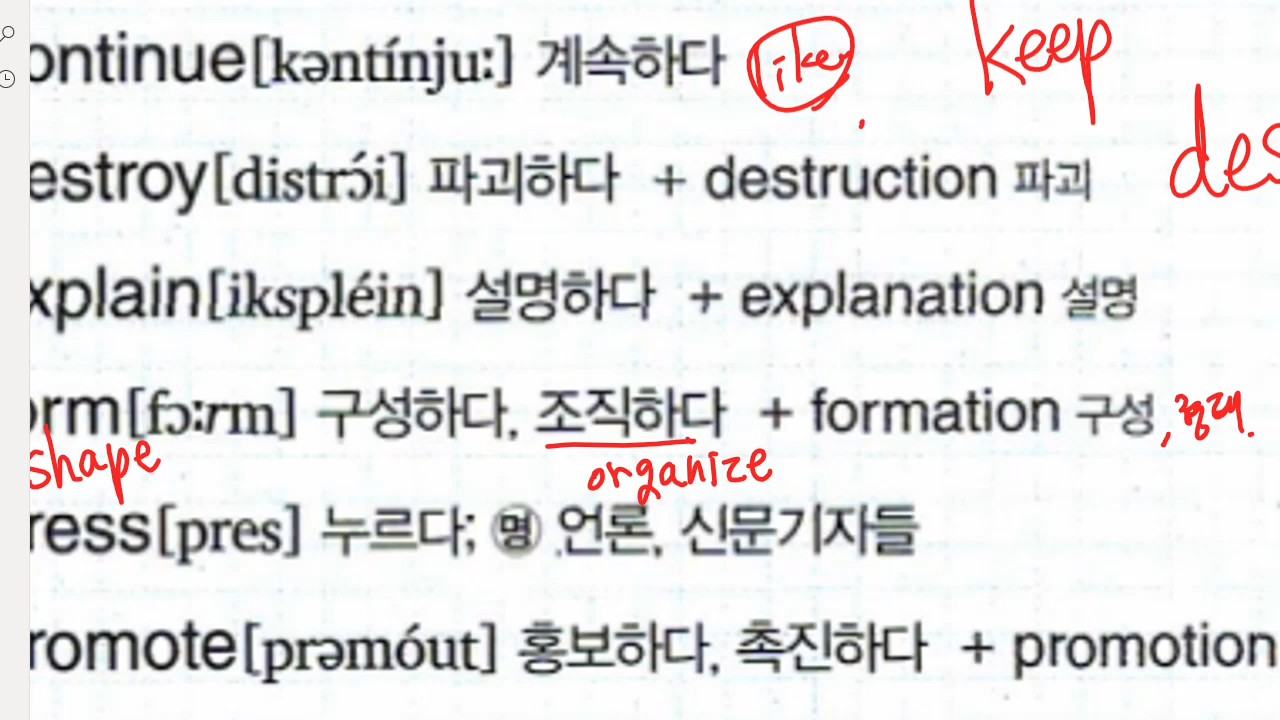 ontinue[kəntínju:] 계속하다 like keep
estroy[distrɔ́i] 파괴하다 + destruction 파괴 des
xplain[ikspléin] 설명하다 + explanation 설명
orm[fɔ:rm] 구성하다, 조직하다 + formation 구성,
shape organize
ress[pres] 누르다; 명 언론, 신문기자들
romote[prəmóut] 홍보하다, 촉진하다 + promotion